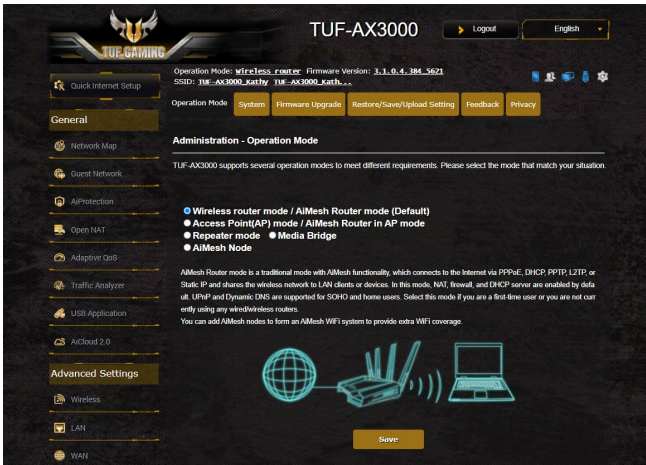 TUF GAMING
TUF-AX3000
Logout
English
Quick Internet Setup
General
Network Map
Guest Network
AiProtection
Open NAT
Adaptive QoS
Traffic Analyzer
USB Application
AiCloud 2.0
Advanced Settings
Wireless
LAN
WAN
Operation Mode: Wireless router Firmware Version: 3.1.0.4.384_5621
SSID: TUF-AX3000_Kathy TUF-AX3000_Kath...
Operation Mode System Firmware Upgrade Restore/Save/Upload Setting Feedback Privacy
Administration - Operation Mode
TUF-AX3000 supports several operation modes to meet different requirements. Please select the mode that match your situation.
Wireless router mode / AiMesh Router mode (Default)
Access Point(AP) mode / AiMesh Router in AP mode
Repeater mode Media Bridge
AiMesh Node
AiMesh Router mode is a traditional mode with AiMesh functionality, which connects to the Internet via PPPoE, DHCP, PPTP, L2TP, or
Static IP and shares the wireless network to LAN clients or devices. In this mode, NAT, firewall, and DHCP server are enabled by defa
ult. UPnP and Dynamic DNS are supported for SOHO and home users. Select this mode if you are a first-time user or you are not curr
ently using any wired/wireless routers.
You can add AiMesh nodes to form an AiMesh WiFi system to provide extra WiFi coverage.
Save